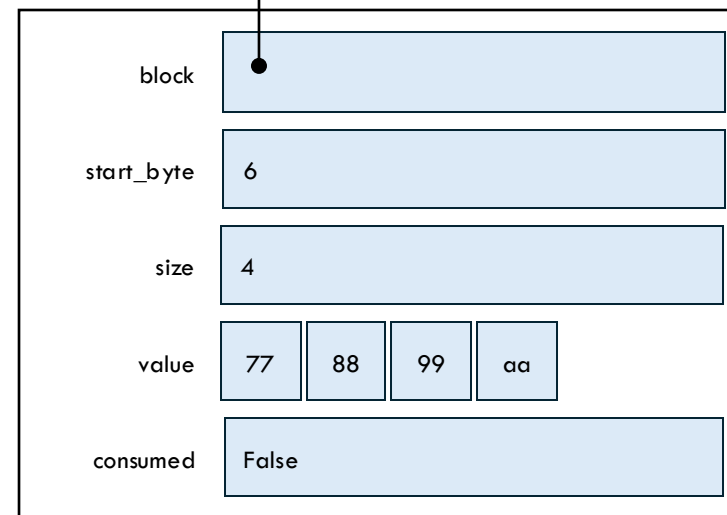 block
start_byte 6
size 4
value 77 88 99 aa
consumed False